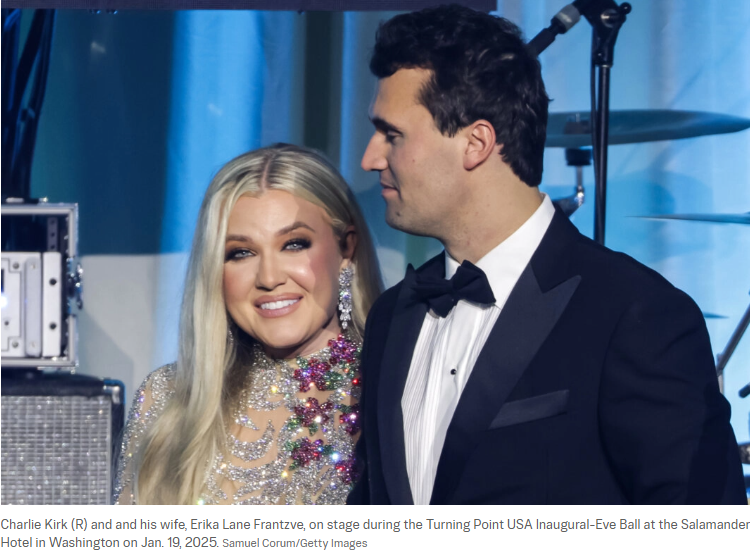 Charlie Kirk (R) and and his wife, Erika Lane Frantzve, on stage during the Turning Point USA Inaugural-Eve Ball at the Salamander
Hotel in Washington on Jan. 19, 2025. Samuel Corum/Getty Images